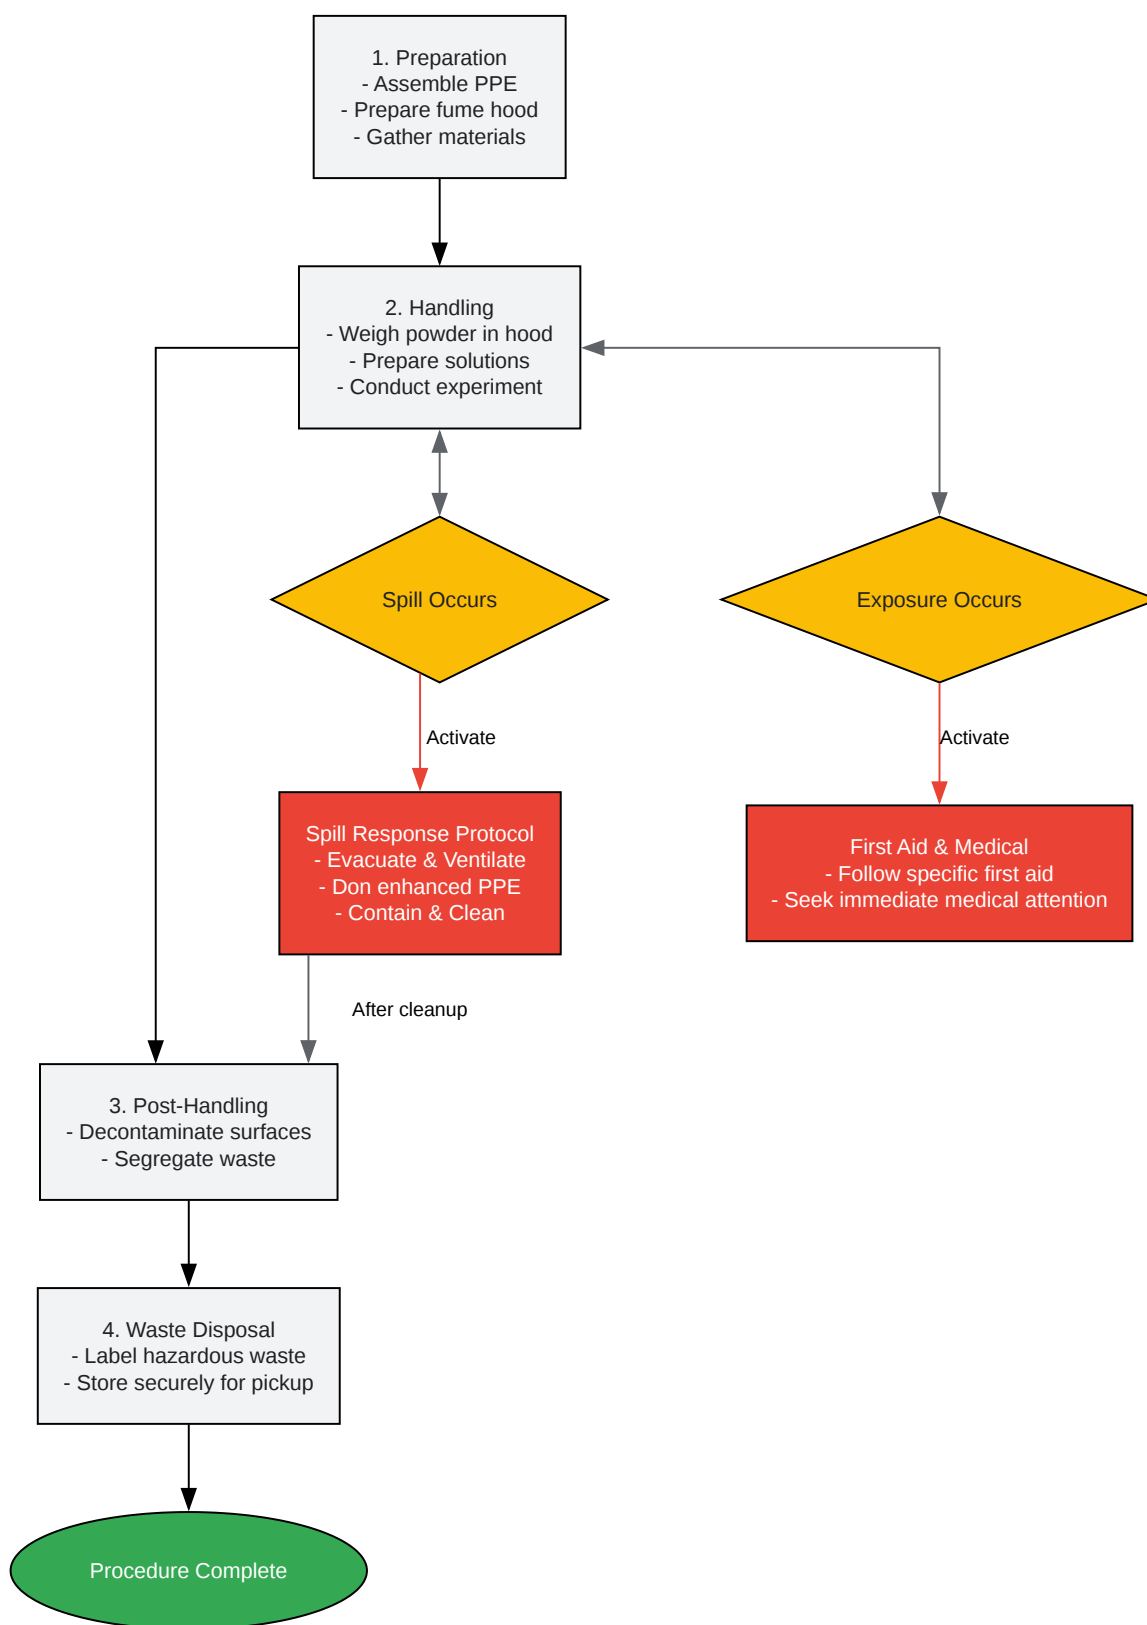 1. Preparation
- Assemble PPE
- Prepare fume hood
- Gather materials
2. Handling
- Weigh powder in hood
- Prepare solutions
- Conduct experiment
Spill Occurs
Exposure Occurs
Activate
Activate
Spill Response Protocol
- Evacuate & Ventilate
- Don enhanced PPE
- Contain & Clean
First Aid & Medical
- Follow specific first aid
- Seek immediate medical attention
After cleanup
3. Post-Handling
- Decontaminate surfaces
- Segregate waste
4. Waste Disposal
- Label hazardous waste
- Store securely for pickup
Procedure Complete